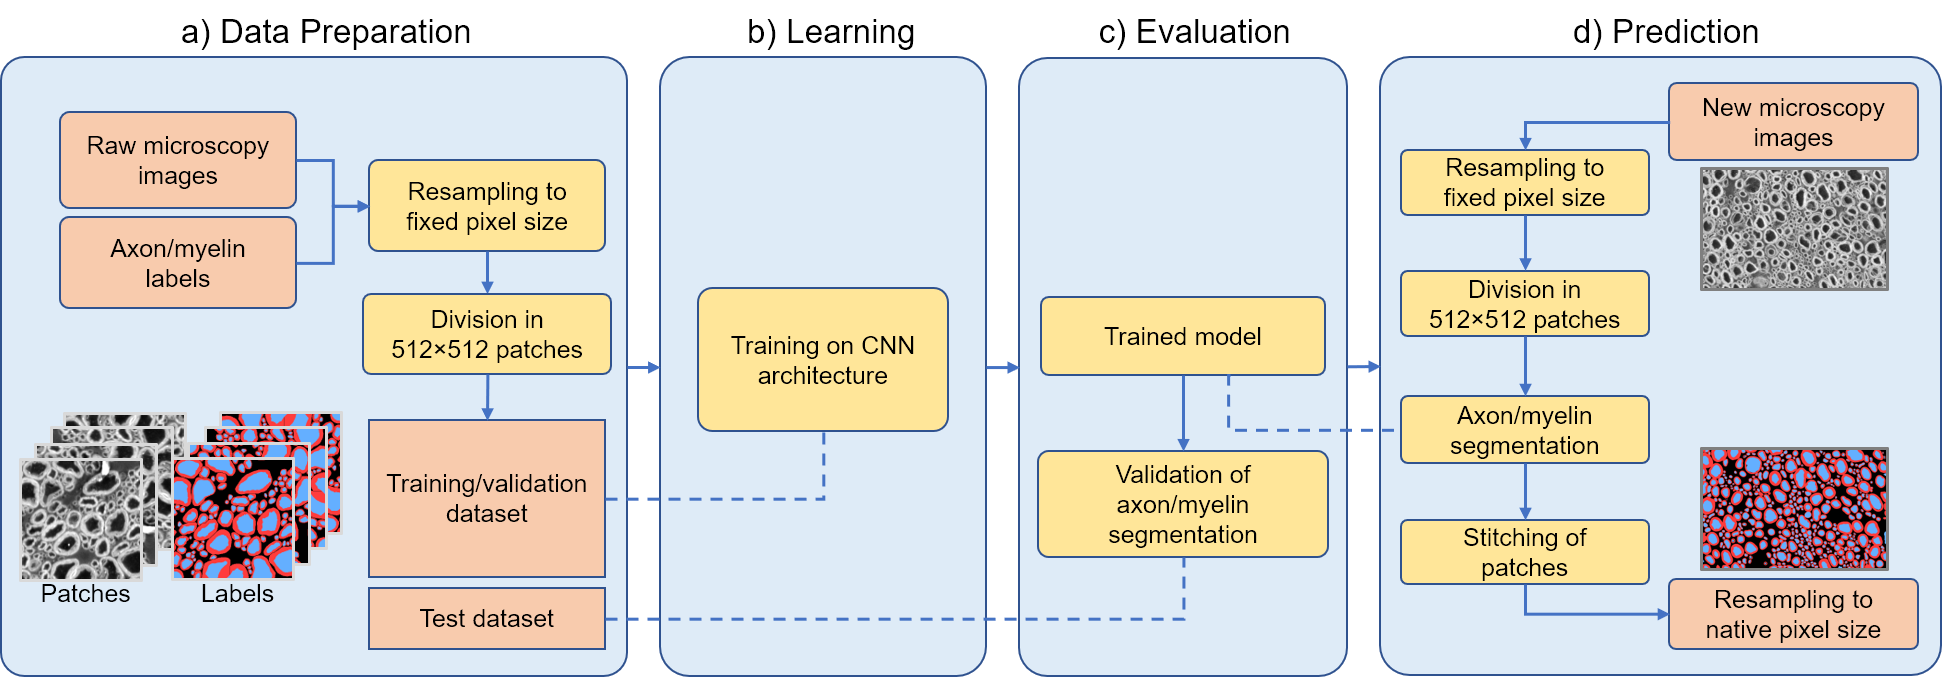 a) Data Preparation
Raw microscopy
images
Axon/myelin
labels
Resampling to
fixed pixel size
Division in
512×512 patches
Training/validation
dataset
Test dataset
Patches
Labels
b) Learning
Training on CNN
architecture
c) Evaluation
Trained model
Validation of
axon/myelin
segmentation
d) Prediction
New microscopy
images
Resampling to
fixed pixel size
Division in
512×512 patches
Axon/myelin
segmentation
Stitching of
patches
Resampling to
native pixel size